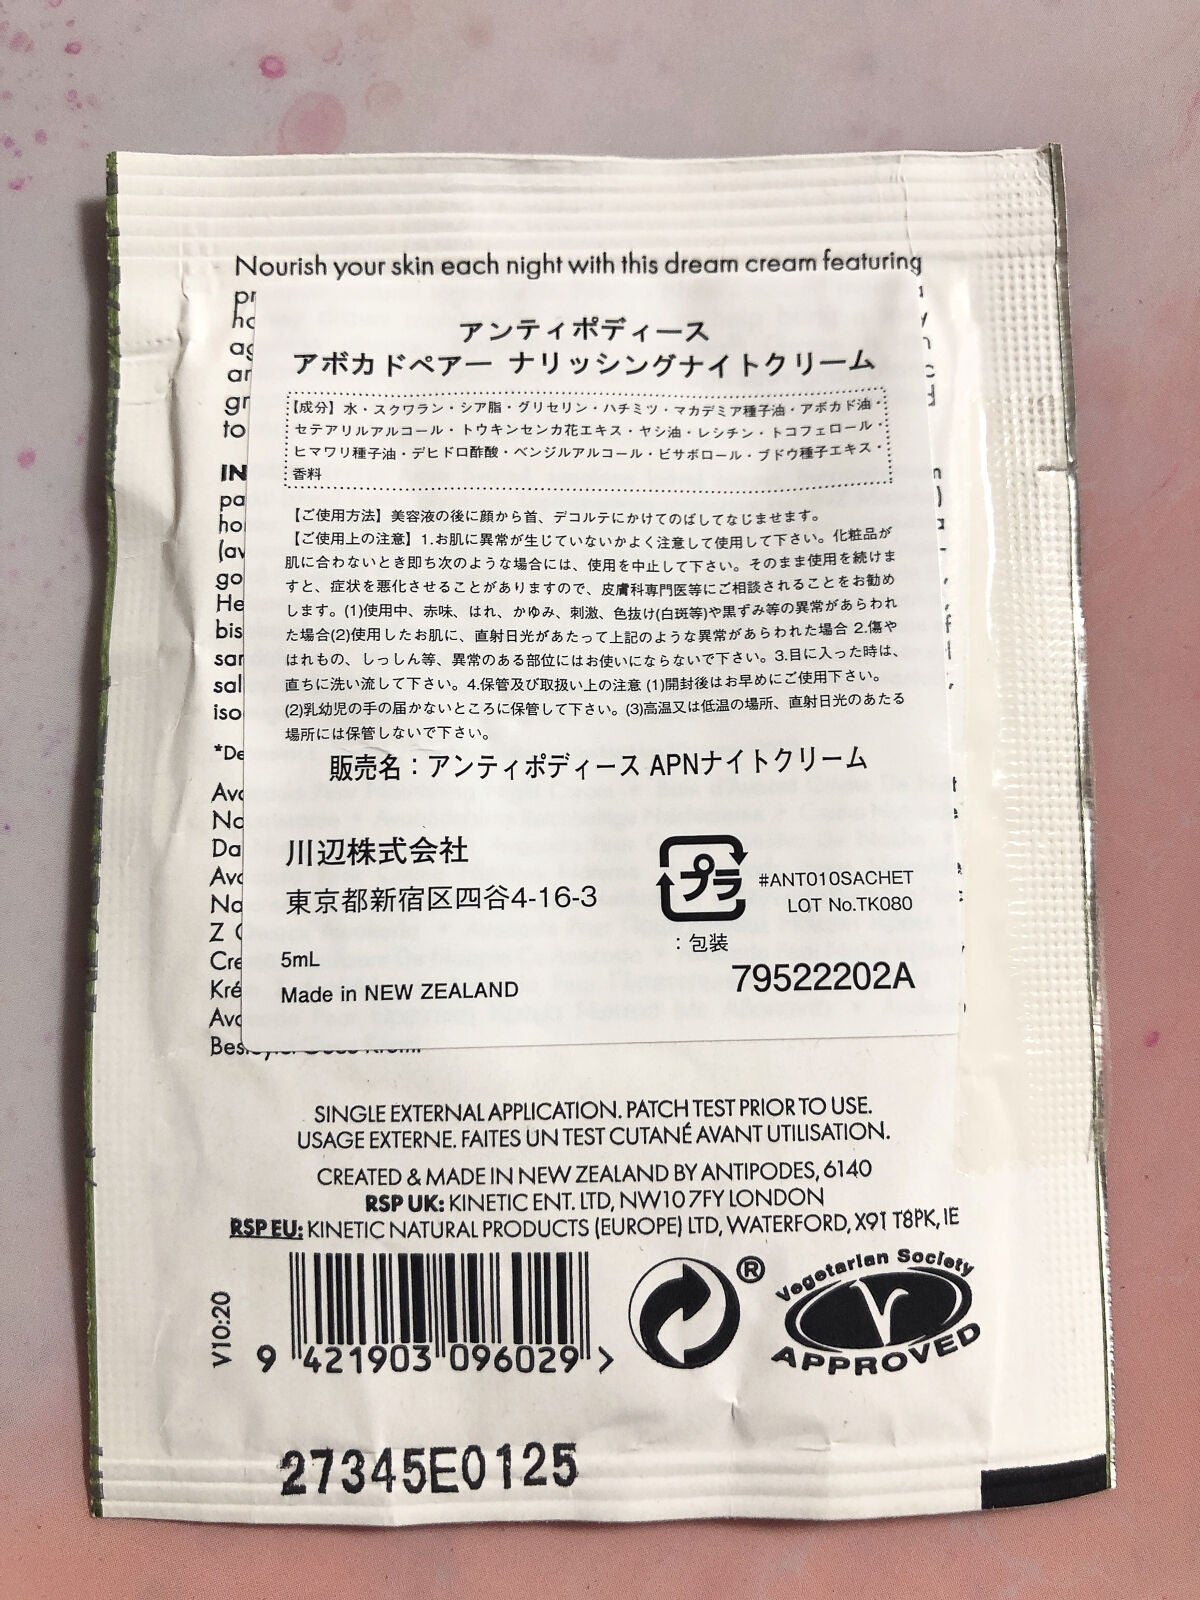 Nourish your skin each night with this dream cream featuring
アンティポディース
アボカドペアー ナリッシングナイトクリーム
【成分】水・スクワラン・シア脂・グリセリン・ハチミツ・マカデミア種子油・アボカド油・
セテアリルアルコール・トウキンセンカ花エキス・ヤシ油・レシチン・トコフェロール・
ヒマワリ種子油・デヒドロ酢酸・ベンジルアルコール・ビサボロール・ブドウ種子エキス・
香料
【ご使用方法】美容液の後に顔から首、デコルテにかけてのばしてなじませます。
【ご使用上の注意】1.お肌に異常が生じていないかよく注意して使用して下さい。化粧品が
肌に合わないとき即ち次のような場合には、使用を中止して下さい。そのまま使用を続けま
すと、症状を悪化させることがありますので、皮膚科専門医等にご相談されることをお勧め
します。(1)使用中、赤味、はれ、かゆみ、刺激、色抜け(白斑等)や黒ずみ等の異常があらわれ
た場合(2)使用したお肌に、直射日光があたって上記のような異常があらわれた場合 2.傷や
はれもの、しっしん等、異常のある部位にはお使いにならないで下さい。3.目に入った時は、
直ちに洗い流して下さい。4.保管及び取扱い上の注意 (1)開封後はお早めにご使用下さい。
(2)乳幼児の手の届かないところに保管して下さい。(3)高温又は低温の場所、直射日光のあたる
場所には保管しないで下さい。
販売名：アンティポディース APNナイトクリーム
川辺株式会社
東京都新宿区四谷4-16-3
プラ
：包装
#ANT010SACHET
LOT No.TK080
5mL
Made in NEW ZEALAND
79522202A
SINGLE EXTERNAL APPLICATION. PATCH TEST PRIOR TO USE.
USAGE EXTERNE. FAITES UN TEST CUTANÉ AVANT UTILISATION.
CREATED & MADE IN NEW ZEALAND BY ANTIPODES, 6140
RSP UK: KINETIC ENT. LTD, NW10 7FY LONDON
RSP EU: KINETIC NATURAL PRODUCTS (EUROPE) LTD, WATERFORD, X91 T8PK, IE
V10:20
9 421903 096029 >
®
Vegetarian Society
APPROVED
27345E0125